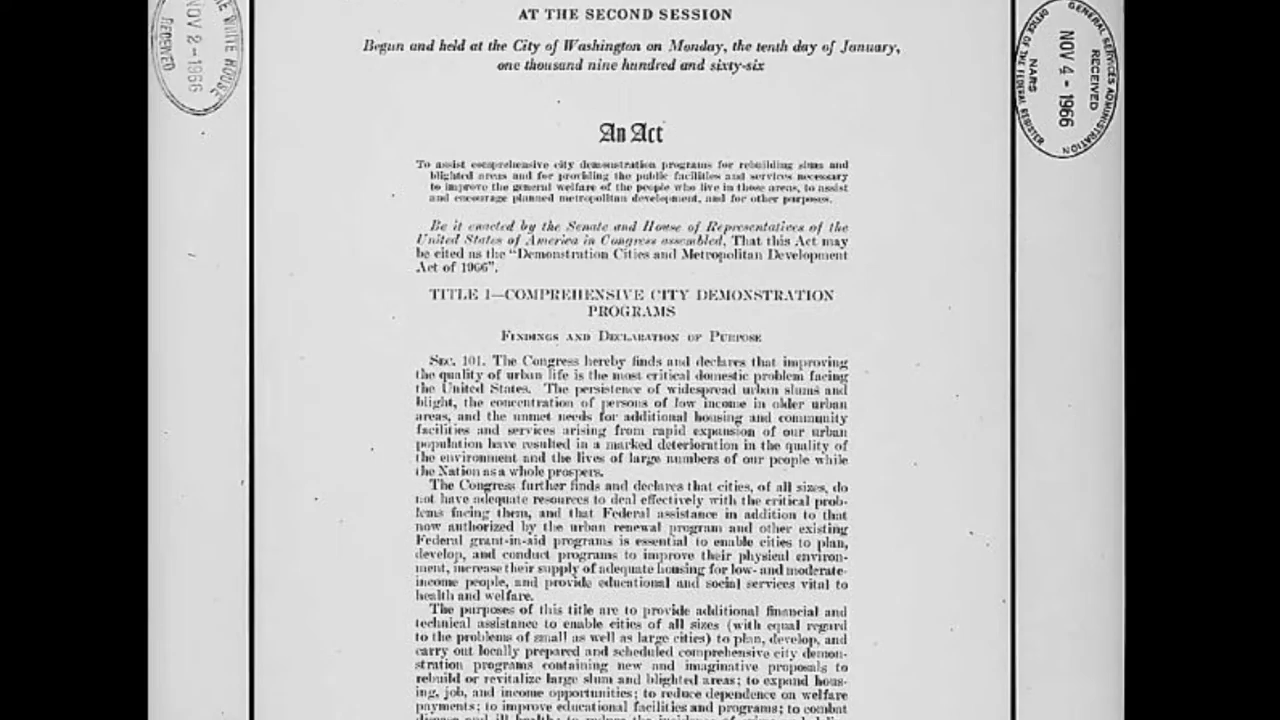 THE WHITE HOUSE
NOV 2 - 1966
RECEIVED
AT THE SECOND SESSION
Begun and held at the City of Washington on Monday, the tenth day of January,
one thousand nine hundred and sixty-six
GENERAL SERVICES ADMINISTRATION
RECEIVED
NOV 4 - 1966
NARS
OFFICE OF THE FEDERAL REGISTER
An Act
To assist comprehensive city demonstration programs for rebuilding slum and
blighted areas and for providing the public facilities and services necessary
to improve the general welfare of the people who live in those areas, to assist
and encourage planned metropolitan development, and for other purposes.
Be it enacted by the Senate and House of Representatives of the
United States of America in Congress assembled, That this Act may
be cited as the "Demonstration Cities and Metropolitan Development
Act of 1966".
TITLE I—COMPREHENSIVE CITY DEMONSTRATION
PROGRAMS
FINDINGS AND DECLARATION OF PURPOSE
SEC. 101. The Congress hereby finds and declares that improving
the quality of urban life is the most critical domestic problem facing
the United States. The persistence of widespread urban slums and
blight, the concentration of persons of low income in older urban
areas, and the unmet needs for additional housing and community
facilities and services arising from rapid expansion of our urban
population have resulted in a marked deterioration in the quality of
the environment and the lives of large numbers of our people while
the Nation as a whole prospers.
The Congress further finds and declares that cities, of all sizes, do
not have adequate resources to deal effectively with the critical prob-
lems facing them, and that Federal assistance in addition to that
now authorized by the urban renewal program and other existing
Federal grant-in-aid programs is essential to enable cities to plan,
develop, and conduct programs to improve their physical environ-
ment, increase their supply of adequate housing for low- and moderate-
income people, and provide educational and social services vital to
health and welfare.
The purposes of this title are to provide additional financial and
technical assistance to enable cities of all sizes (with equal regard
to the problems of small as well as large cities) to plan, develop, and
carry out locally prepared and scheduled comprehensive city demon-
stration programs containing new and imaginative proposals to
rebuild or revitalize large slum and blighted areas; to expand hous-
ing, job, and income opportunities; to reduce dependence on welfare
payments; to improve educational facilities and programs; to combat